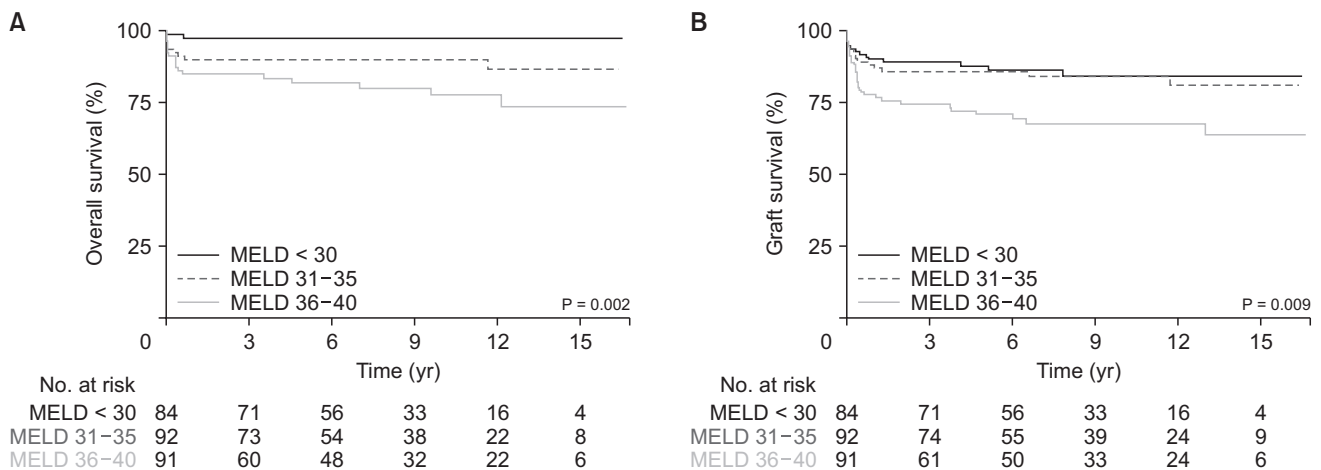 A
100
75
50
25
Overall survival (%)
MELD < 30
MELD 31−35
MELD 36−40
P = 0.002
0 3 6 9 12 15
Time (yr)
No. at risk
MELD < 30 84 71 56 33 16 4
MELD 31−35 92 73 54 38 22 8
MELD 36−40 91 60 48 32 22 6
B
100
75
50
25
Graft survival (%)
MELD < 30
MELD 31−35
MELD 36−40
P = 0.009
0 3 6 9 12 15
Time (yr)
No. at risk
MELD < 30 84 71 56 33 16 4
MELD 31−35 92 74 55 39 24 9
MELD 36−40 91 61 50 33 24 6